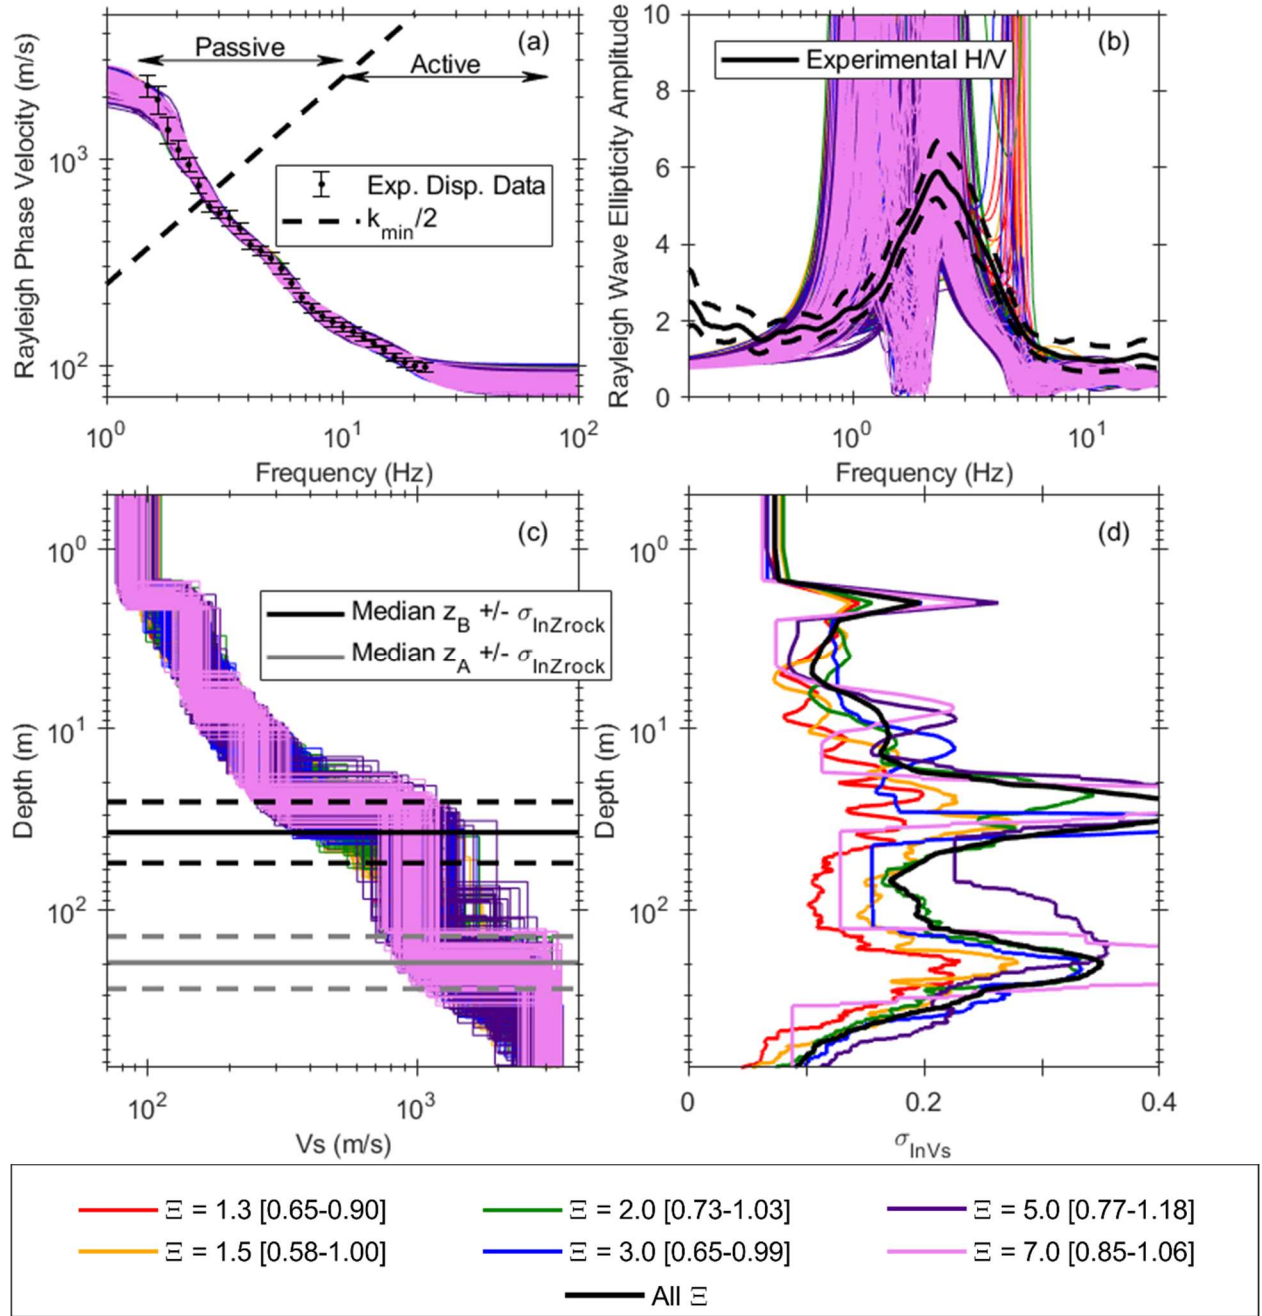 Rayleigh Phase Velocity (m/s)
10³
10²
(a)
Passive
Active
Exp. Disp. Data
k_min/2
10⁰ 10¹ 10²
Frequency (Hz)
Rayleigh Wave Ellipticity Amplitude
10
8
6
4
2
0
(b)
Experimental H/V
10⁰ 10¹
Frequency (Hz)
Depth (m)
10⁰
10¹
10²
(c)
Median z_B +/- σ_lnZrock
Median z_A +/- σ_lnZrock
10² 10³
Vs (m/s)
Depth (m)
10⁰
10¹
10²
(d)
0 0.2 0.4
σ_lnVs
Ξ = 1.3 [0.65-0.90] Ξ = 2.0 [0.73-1.03] Ξ = 5.0 [0.77-1.18]
Ξ = 1.5 [0.58-1.00] Ξ = 3.0 [0.65-0.99] Ξ = 7.0 [0.85-1.06]
All Ξ